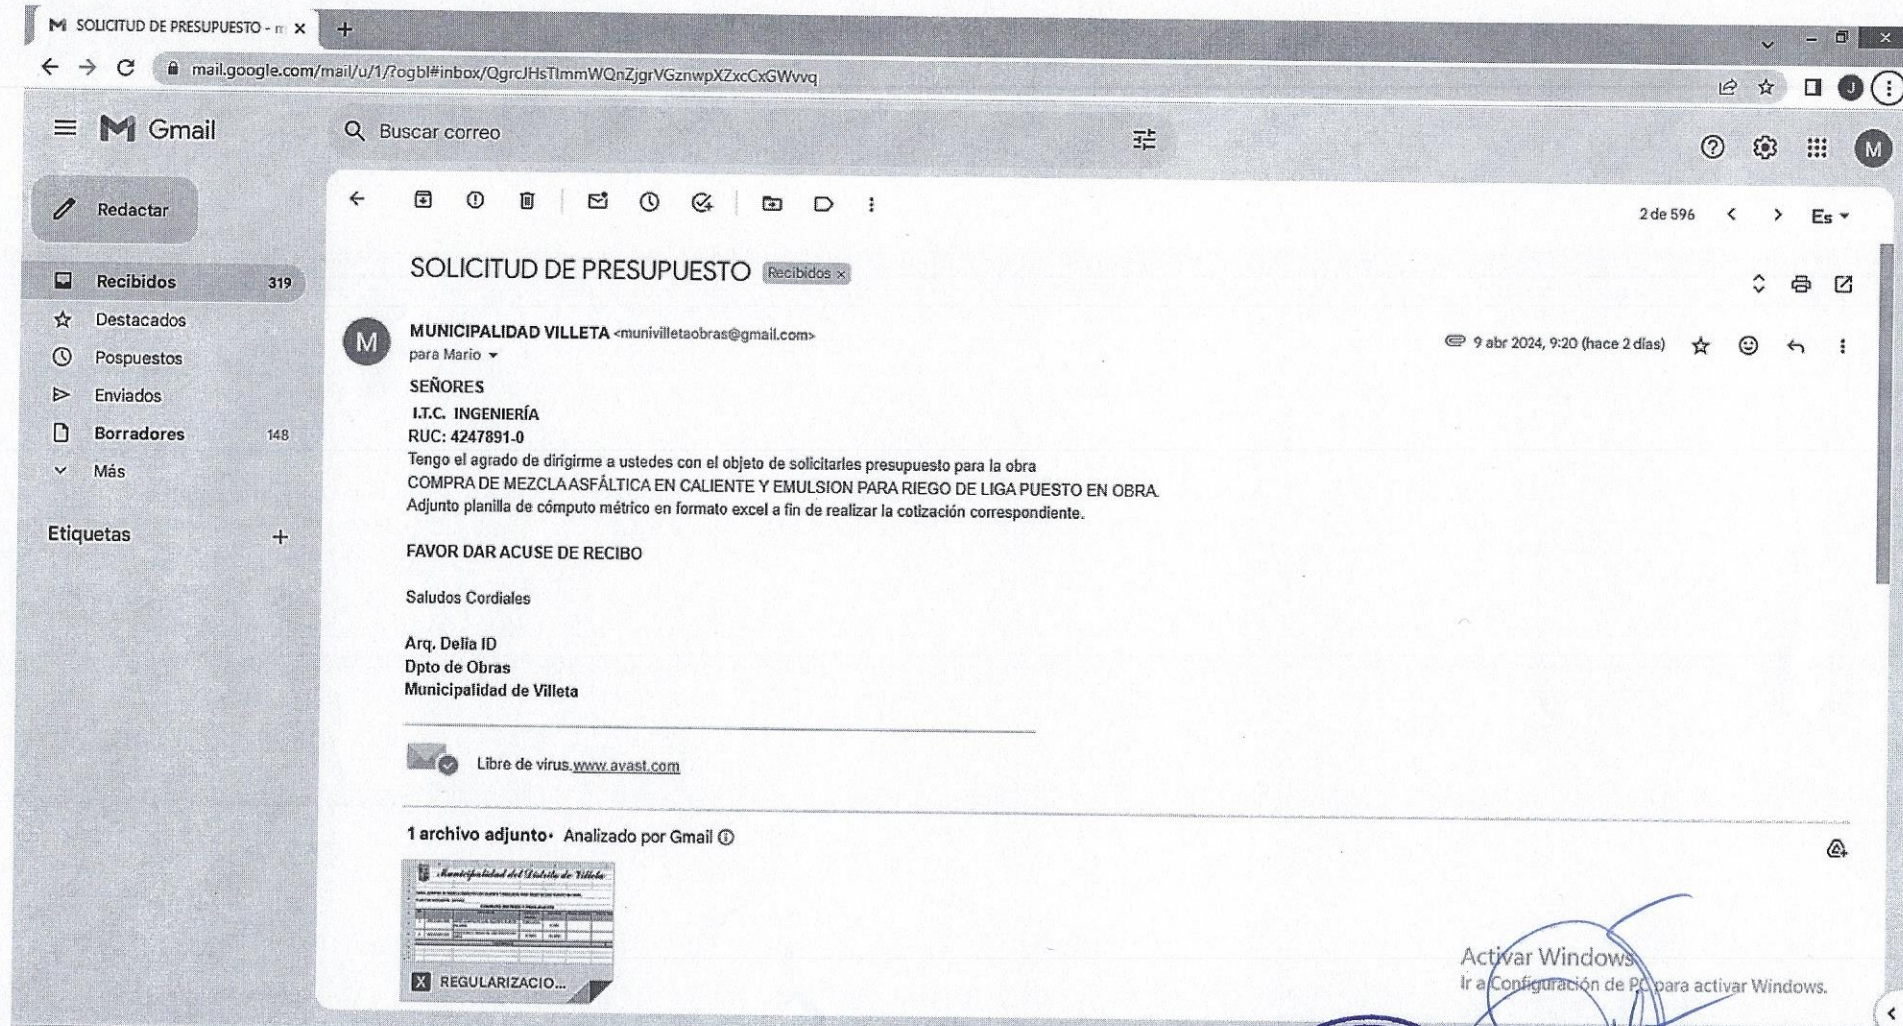 SOLICITUD DE PRESUPUESTO - m
mail.google.com/mail/u/1/?ogbl#inbox/QgrcJHsTlmmWQnZjgrVGznwpXZxcCxGWvvq
J
Gmail
Buscar correo
M
Redactar
2 de 596
Es
Recibidos 319
Destacados
Pospuestos
Enviados
Borradores 148
Más
Etiquetas
SOLICITUD DE PRESUPUESTO Recibidos x
M
MUNICIPALIDAD VILLETA <munivilletaobras@gmail.com>
9 abr 2024, 9:20 (hace 2 días)
para Mario
SEÑORES
I.T.C. INGENIERÍA
RUC: 4247891-0
Tengo el agrado de dirigirme a ustedes con el objeto de solicitarles presupuesto para la obra
COMPRA DE MEZCLA ASFÁLTICA EN CALIENTE Y EMULSION PARA RIEGO DE LIGA PUESTO EN OBRA.
Adjunto planilla de cómputo métrico en formato excel a fin de realizar la cotización correspondiente.
FAVOR DAR ACUSE DE RECIBO
Saludos Cordiales
Arq. Delia ID
Dpto de Obras
Municipalidad de Villeta
Libre de virus.www.avast.com
1 archivo adjunto• Analizado por Gmail
Municipalidad del Distrito de Villeta
X REGULARIZACIO...
Activar Windows
Ir a Configuración de PC para activar Windows.